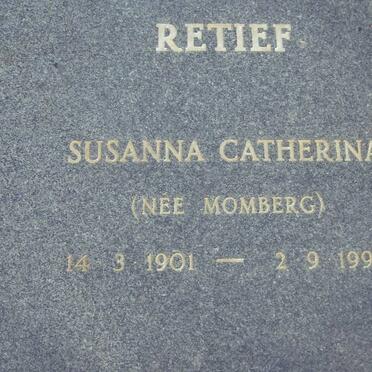 RETIEF
SUSANNA CATHERINA
(NÉE MOMBERG)
14 3 1901 — 2 9 199